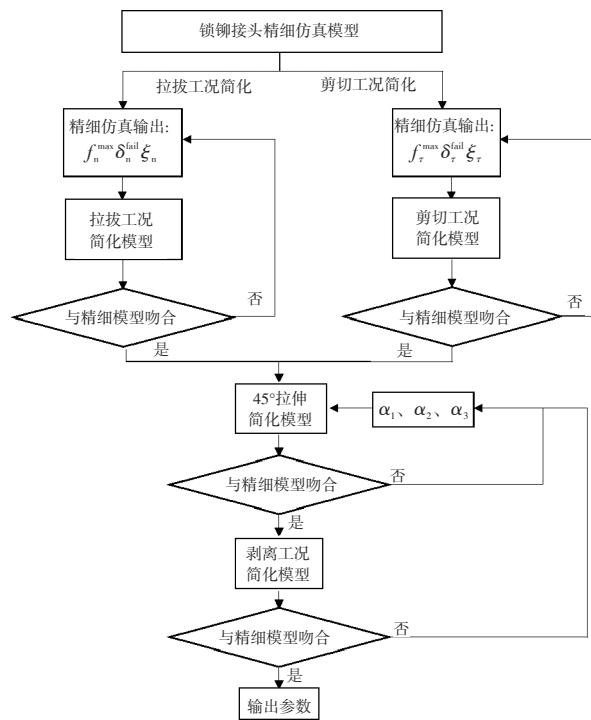 锁铆接头精细仿真模型
拉拔工况简化
剪切工况简化
精细仿真输出:
f_n^max δ_n^fail ξ_n
精细仿真输出:
f_τ^max δ_τ^fail ξ_τ
拉拔工况
简化模型
剪切工况
简化模型
与精细模型吻合
否
与精细模型吻合
否
是
是
45°拉伸
简化模型
α₁、α₂、α₃
与精细模型吻合
否
是
剥离工况
简化模型
与精细模型吻合
否
是
输出参数